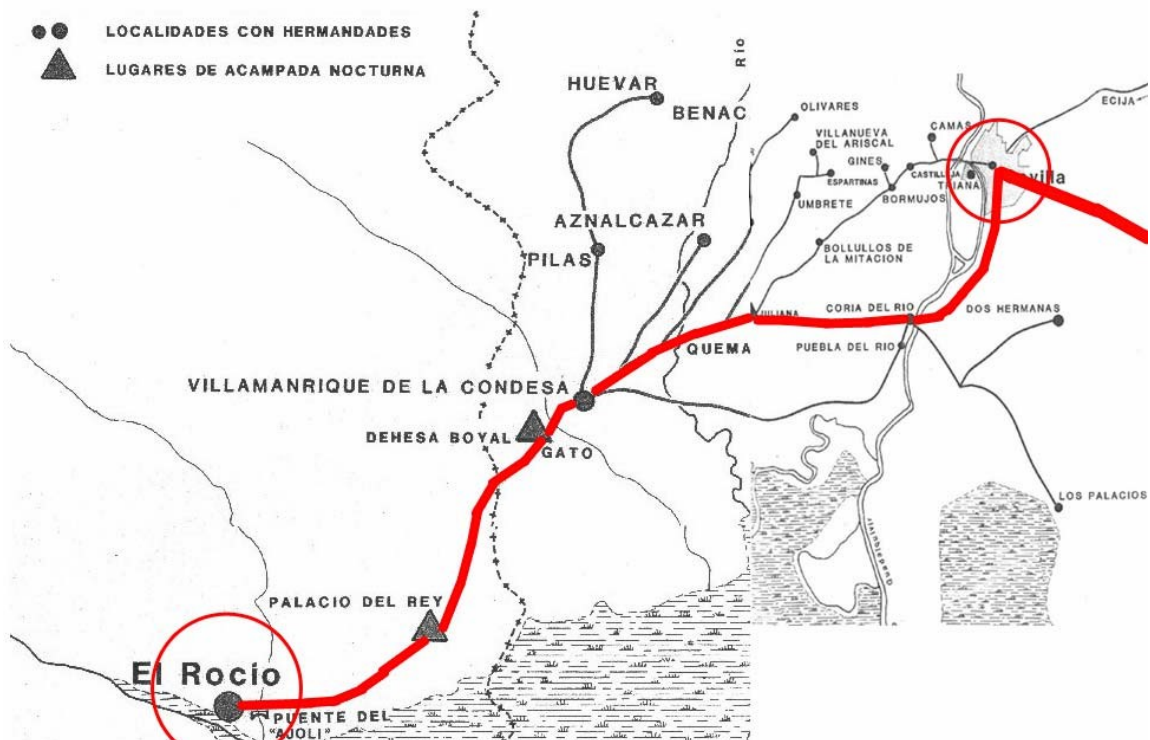 LOCALIDADES CON HERMANDADES
LUGARES DE ACAMPADA NOCTURNA
HUEVAR
BENAC
Río
OLIVARES
VILLANUEVA
DEL ARISCAL
GINES
ESPARTINAS
UMBRETE
CAMAS
ECIJA
CASTILLEJA
TRIANA
villa
BORMUJOS
BOLLULLOS DE
LA MITACION
AZNALCAZAR
PILAS
JULIANA
CORIA DEL RIO
DOS HERMANAS
QUEMA
PUEBLA DEL RIO
VILLAMANRIQUE DE LA CONDESA
DEHESA BOYAL
GATO
LOS PALACIOS
PALACIO DEL REY
El Rocío
PUENTE DEL
"AJOLI"